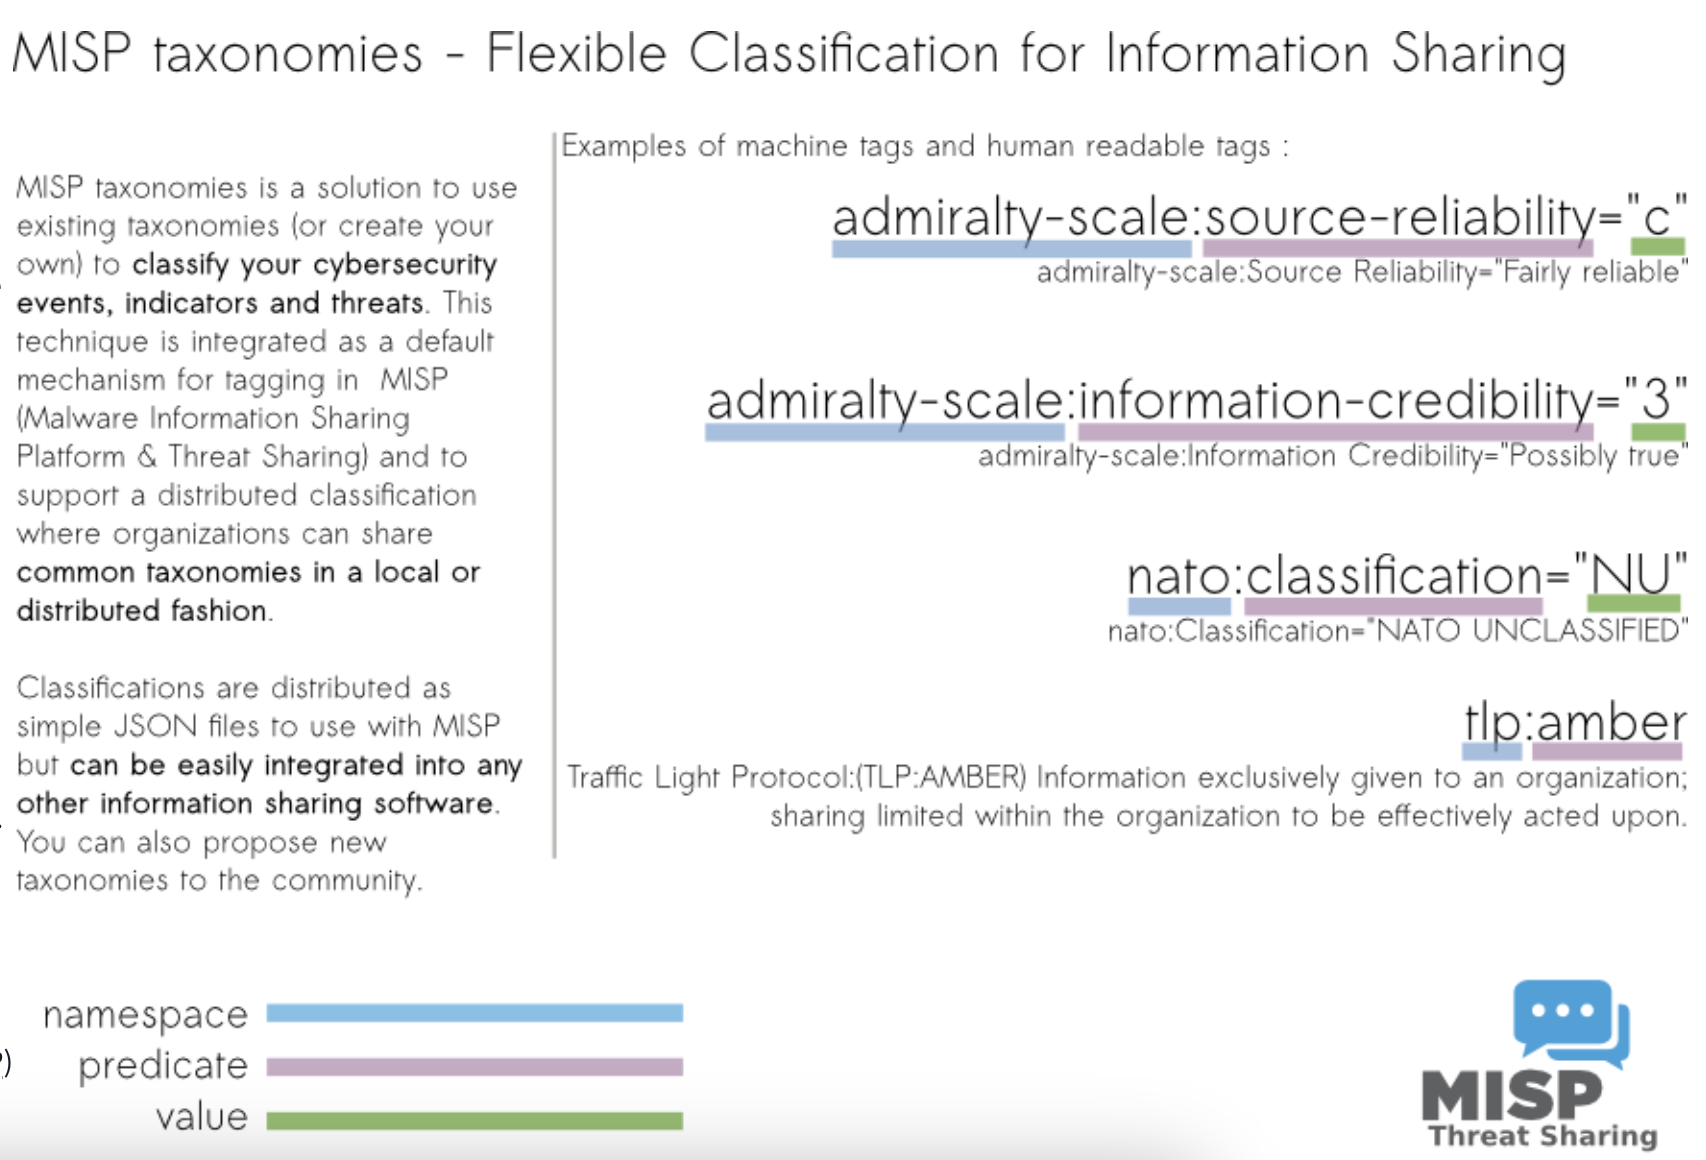 MISP taxonomies - Flexible Classification for Information Sharing
MISP taxonomies is a solution to use
existing taxonomies (or create your
own) to classify your cybersecurity
events, indicators and threats. This
technique is integrated as a default
mechanism for tagging in MISP
(Malware Information Sharing
Platform & Threat Sharing) and to
support a distributed classification
where organizations can share
common taxonomies in a local or
distributed fashion.
Classifications are distributed as
simple JSON files to use with MISP
but can be easily integrated into any
other information sharing software.
You can also propose new
taxonomies to the community.
Examples of machine tags and human readable tags :
admiralty-scale:source-reliability="c"
admiralty-scale:Source Reliability="Fairly reliable"
admiralty-scale:information-credibility="3"
admiralty-scale:Information Credibility="Possibly true"
nato:classification="NU"
nato:Classification="NATO UNCLASSIFIED"
tlp:amber
Traffic Light Protocol:(TLP:AMBER) Information exclusively given to an organization;
sharing limited within the organization to be effectively acted upon.
namespace
predicate
value
MISP
Threat Sharing